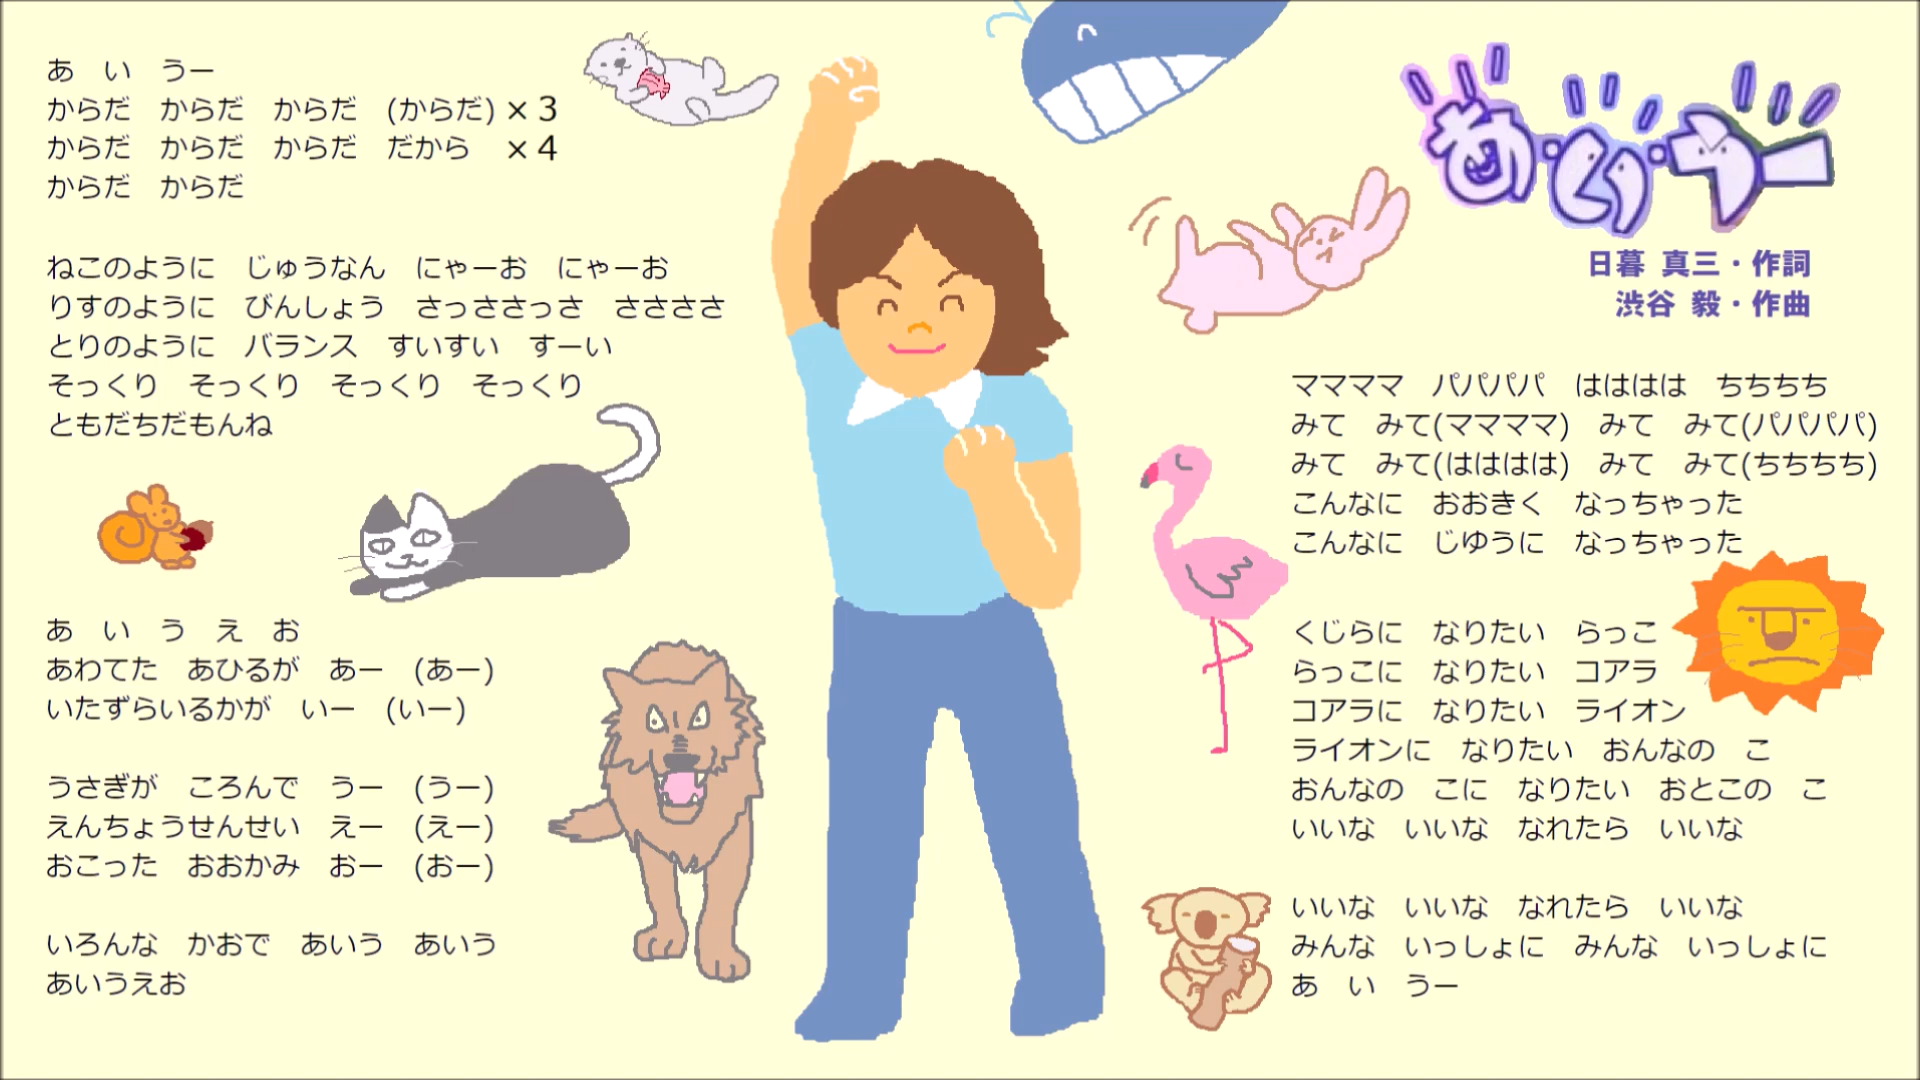 あ　い　うー
からだ　からだ　からだ　(からだ)×３
からだ　からだ　からだ　だから　×４
からだ　からだ
ねこのように　じゅうなん　にゃーお　にゃーお
りすのように　びんしょう　さっささっさ　ささささ
とりのように　バランス　すいすい　すーい
そっくり　そっくり　そっくり　そっくり
ともだちだもんね
あ　い　う　え　お
あわてた　あひるが　あー　(あー)
いたずらいるかが　いー　(いー)
うさぎが　ころんで　うー　(うー)
えんちょうせんせい　えー　(えー)
おこった　おおかみ　おー　(おー)
いろんな　かおで　あいう　あいう
あいうえお
あ・い・うー
日暮 真三・作詞
渋谷 毅・作曲
ママママ　パパパパ　はははは　ちちちち
みて　みて(ママママ)　みて　みて(パパパパ)
みて　みて(はははは)　みて　みて(ちちちち)
こんなに　おおきく　なっちゃった
こんなに　じゆうに　なっちゃった
くじらに　なりたい　らっこ
らっこに　なりたい　コアラ
コアラに　なりたい　ライオン
ライオンに　なりたい　おんなの　こ
おんなの　こに　なりたい　おとこの　こ
いいな　いいな　なれたら　いいな
いいな　いいな　なれたら　いいな
みんな　いっしょに　みんな　いっしょに
あ　い　うー